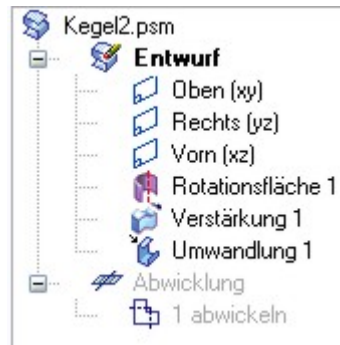 Kegel2.psm
Entwurf
Oben (xy)
Rechts (yz)
Vorn (xz)
Rotationsfläche 1
Verstärkung 1
Umwandlung 1
Abwicklung
1 abwickeln